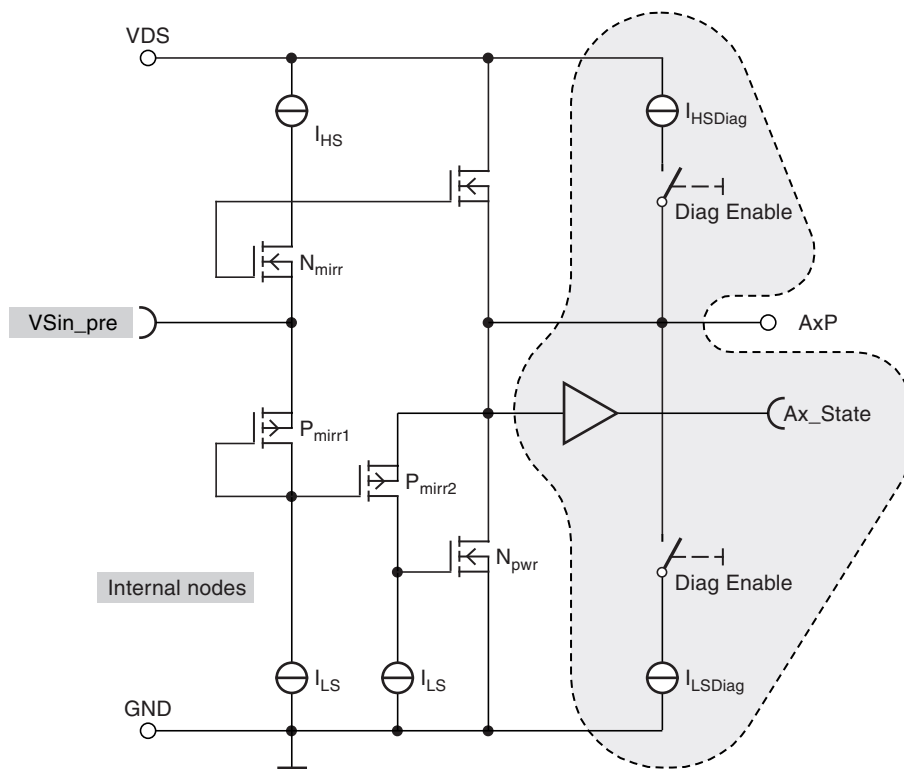 VDS
I_HS
I_HSDiag
Diag Enable
N_mirr
VSin_pre
AxP
P_mirr1
Ax_State
P_mirr2
N_pwr
Internal nodes
Diag Enable
I_LS
I_LS
I_LSDiag
GND